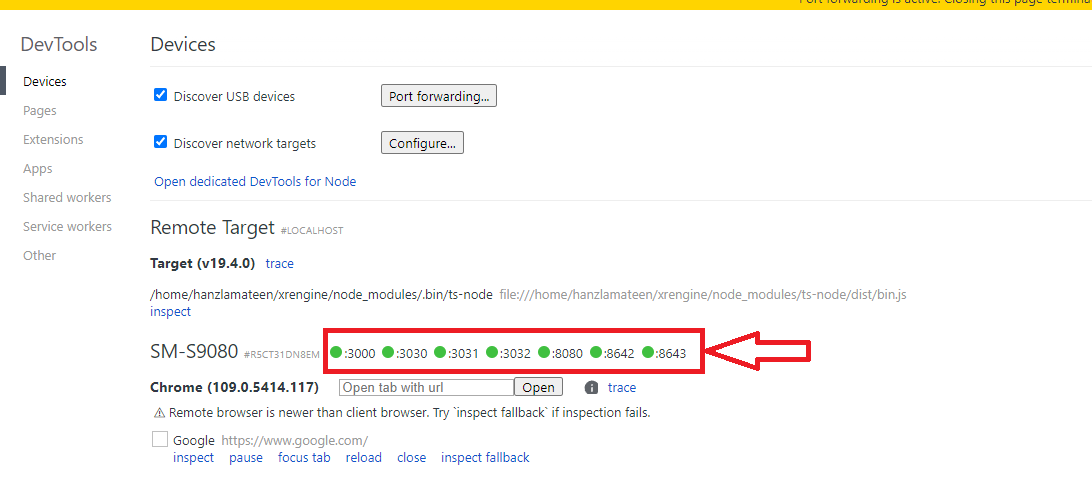 Port forwarding is active. Closing this page termina
DevTools
Devices
Pages
Extensions
Apps
Shared workers
Service workers
Other
Devices
Discover USB devices Port forwarding...
Discover network targets Configure...
Open dedicated DevTools for Node
Remote Target #LOCALHOST
Target (v19.4.0) trace
/home/hanzlamateen/xrengine/node_modules/.bin/ts-node file:///home/hanzlamateen/xrengine/node_modules/ts-node/dist/bin.js
inspect
SM-S9080 #R5CT31DN8EM :3000 :3030 :3031 :3032 :8080 :8642 :8643
Chrome (109.0.5414.117) Open tab with url Open trace
⚠ Remote browser is newer than client browser. Try `inspect fallback` if inspection fails.
Google https://www.google.com/
inspect pause focus tab reload close inspect fallback